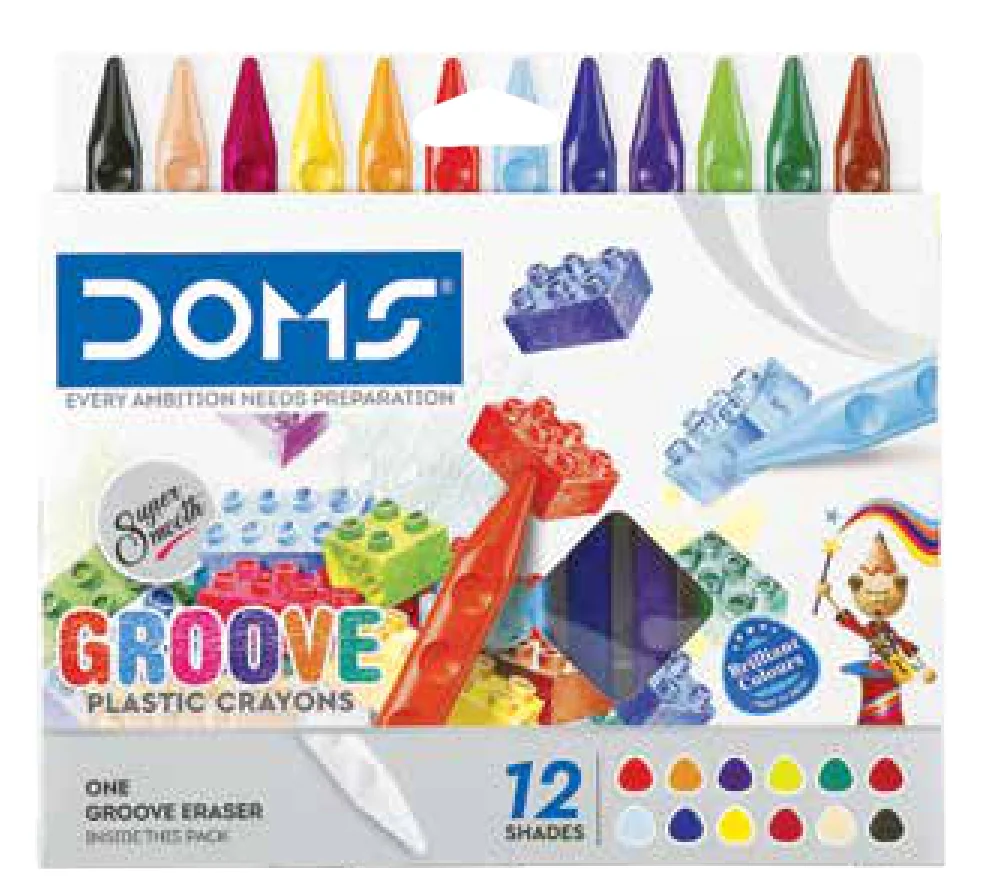 DOMS®
EVERY AMBITION NEEDS PREPARATION
Super
Smooth
GROOVE
PLASTIC CRAYONS
Brilliant
Colours
ONE
GROOVE ERASER
INSIDE THIS PACK
12
SHADES